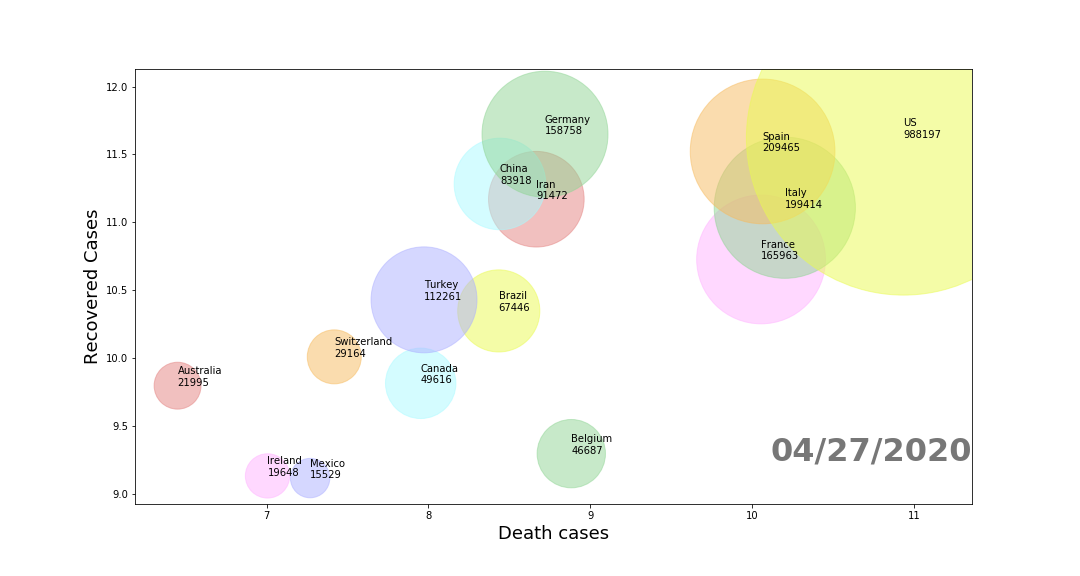 12.0
11.5
11.0
10.5
10.0
9.5
9.0
Recovered Cases
Germany
158758
US
988197
Spain
209465
China
83918
Iran
91472
Italy
199414
France
165963
Turkey
112261
Brazil
67446
Switzerland
29164
Australia
21995
Canada
49616
Belgium
46687
Ireland
19648
Mexico
15529
04/27/2020
7
8
9
10
11
Death cases